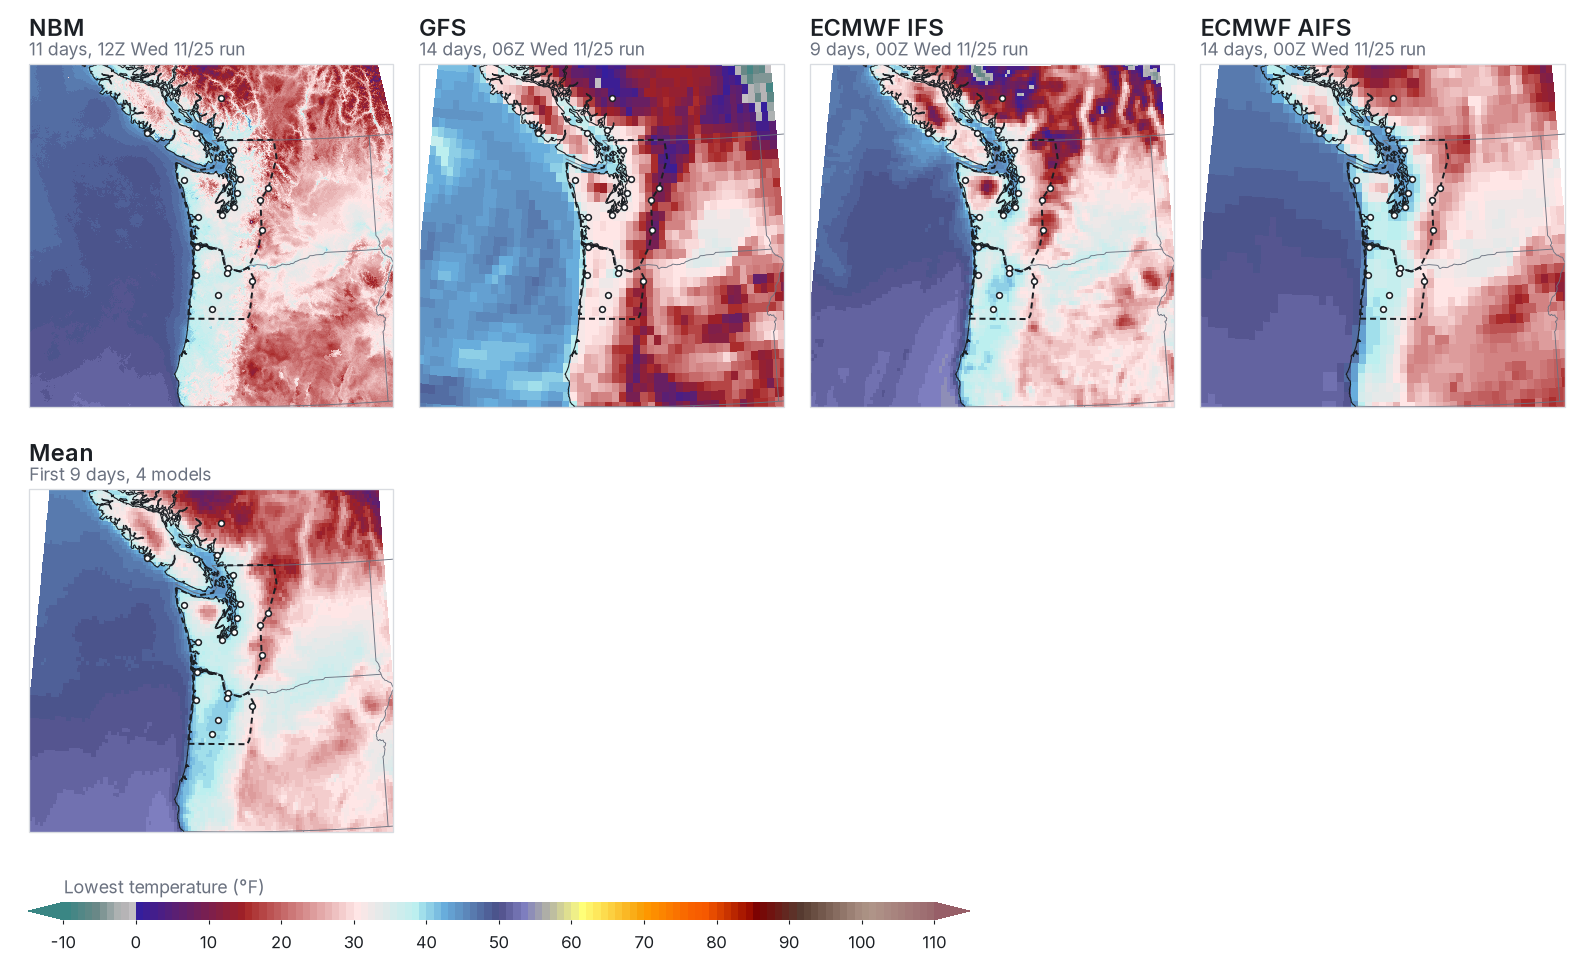 NBM
11 days, 12Z Wed 11/25 run
GFS
14 days, 06Z Wed 11/25 run
ECMWF IFS
9 days, 00Z Wed 11/25 run
ECMWF AIFS
14 days, 00Z Wed 11/25 run
Mean
First 9 days, 4 models
Lowest temperature (°F)
-10 0 10 20 30 40 50 60 70 80 90 100 110